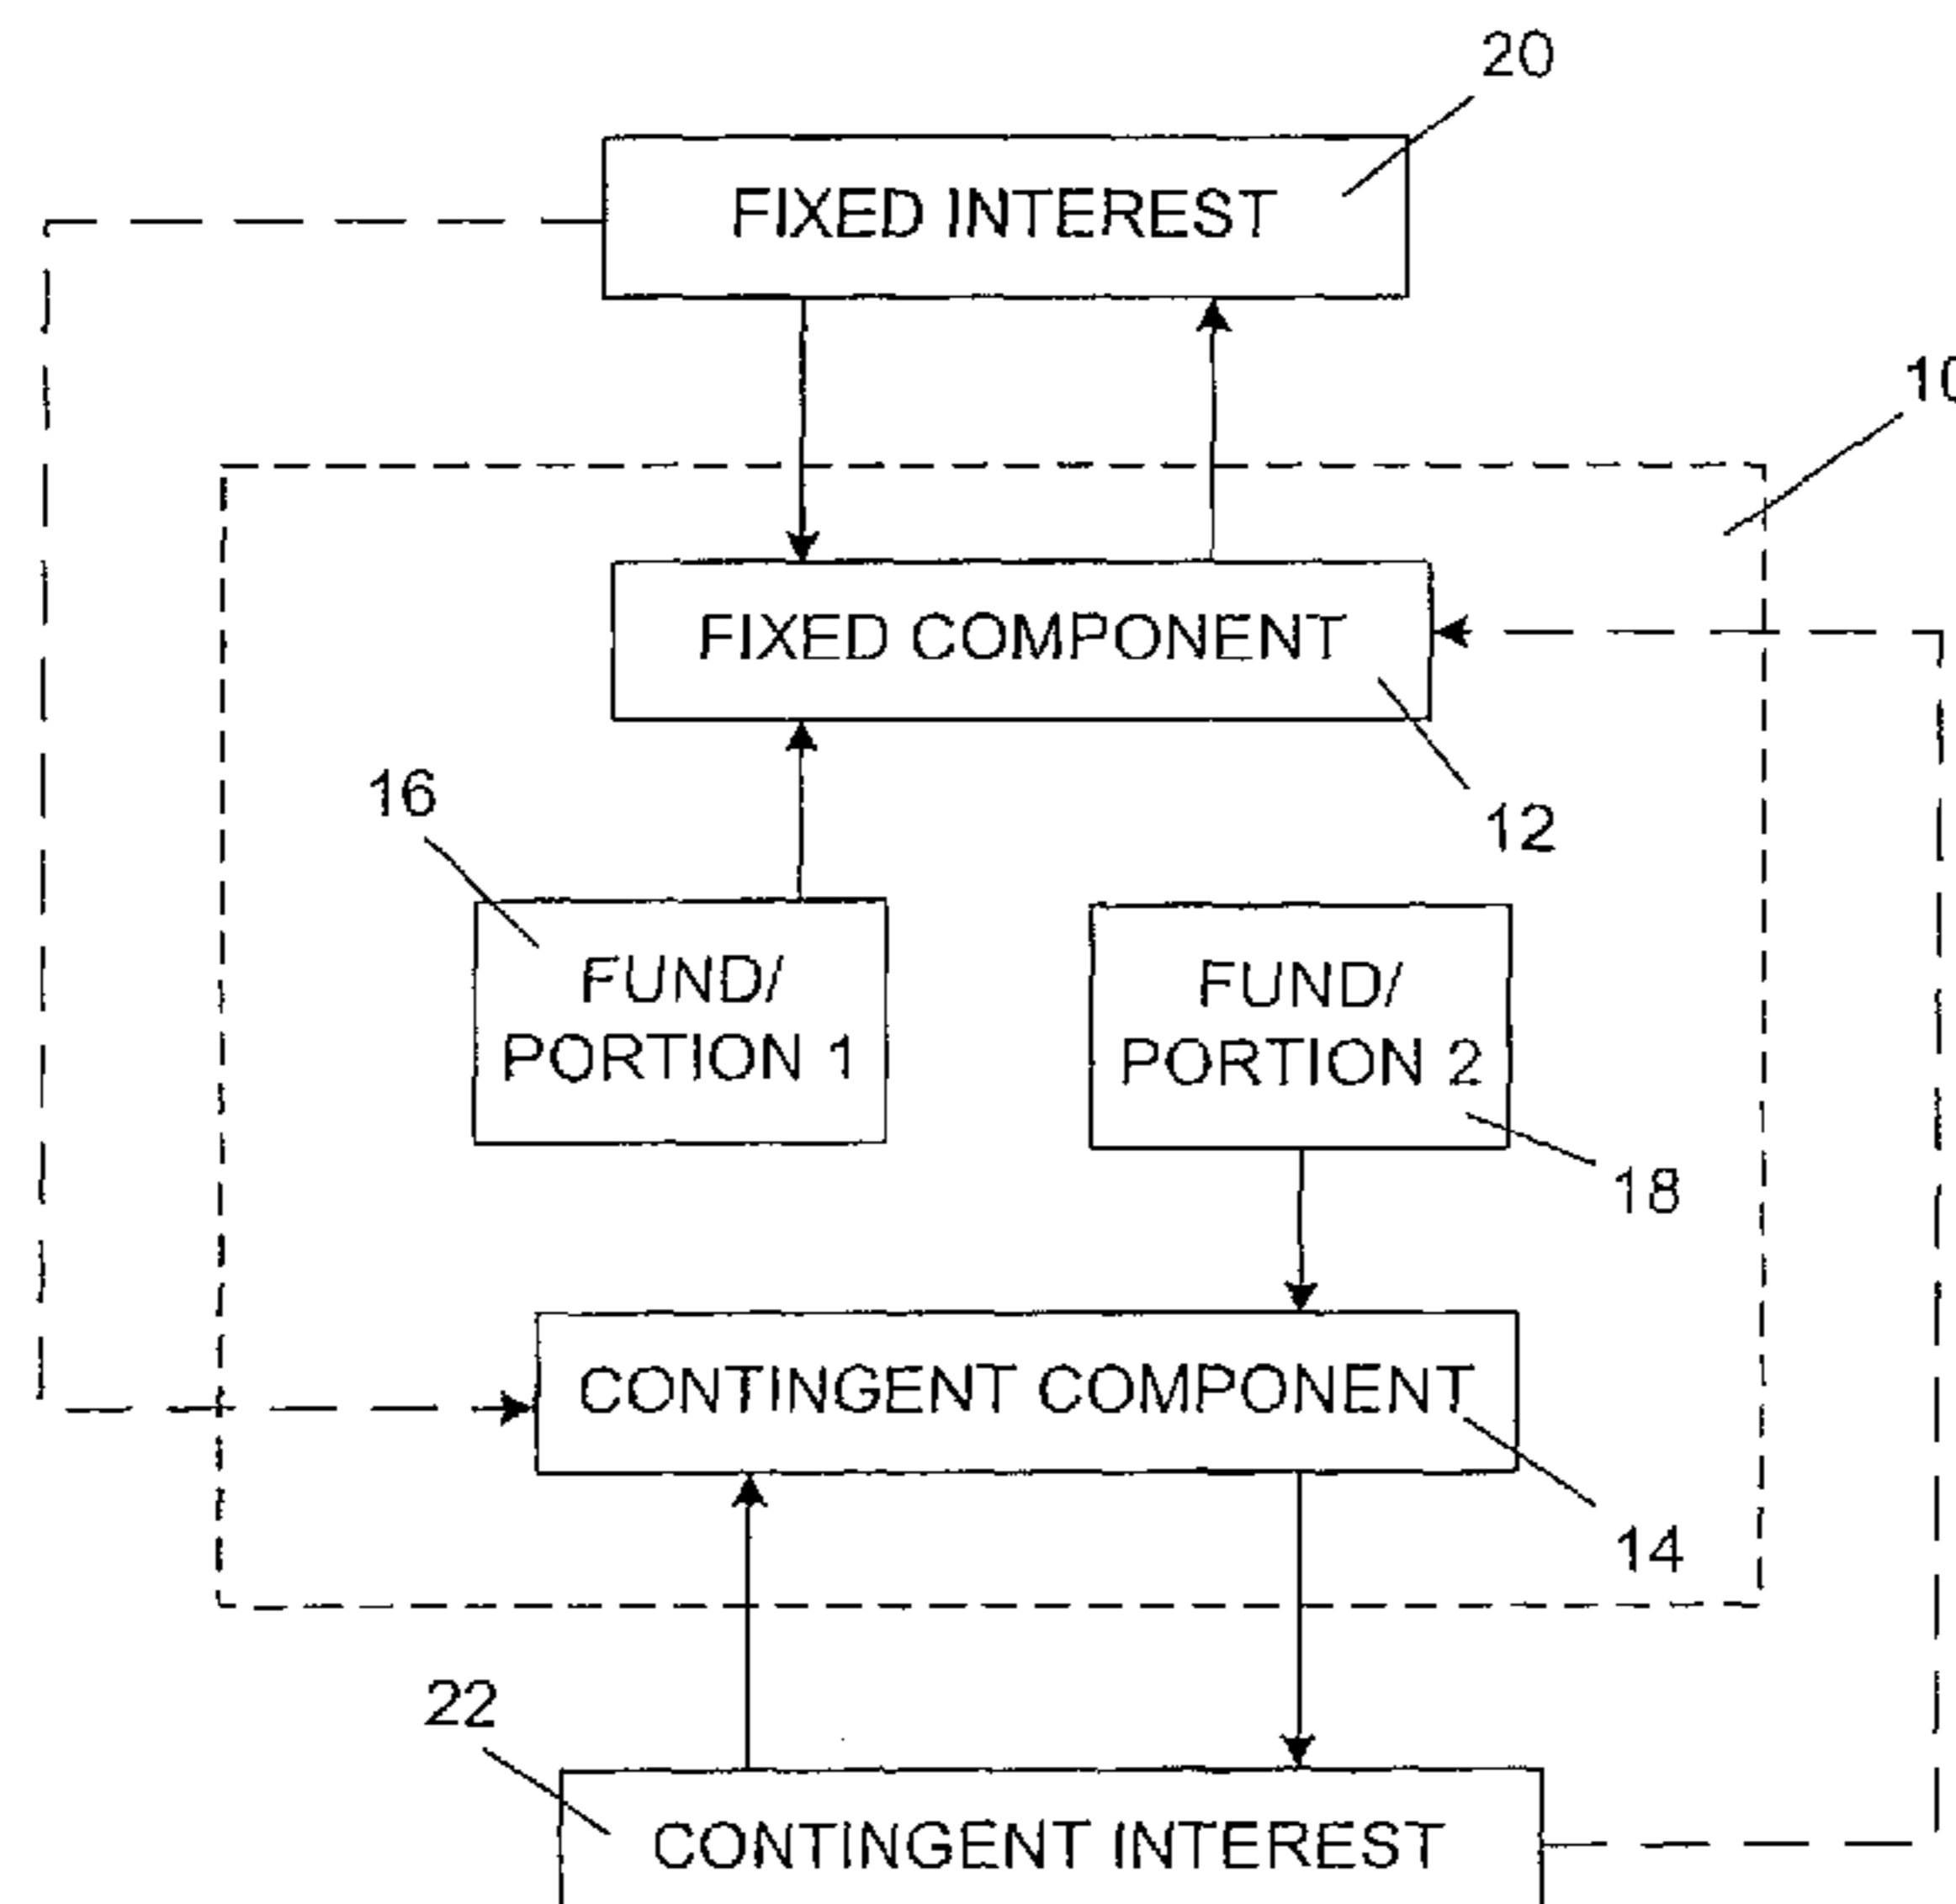 20
FIXED INTEREST
10
FIXED COMPONENT
16
12
FUND/
PORTION 1
FUND/
PORTION 2
18
CONTINGENT COMPONENT
14
22
CONTINGENT INTEREST